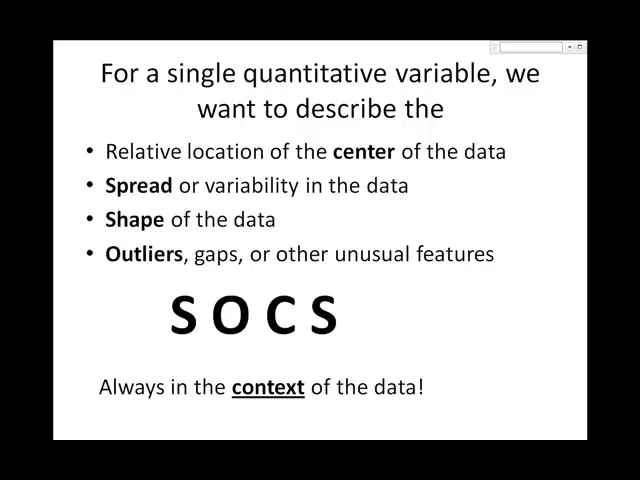 For a single quantitative variable, we
want to describe the
• Relative location of the center of the data
• Spread or variability in the data
• Shape of the data
• Outliers, gaps, or other unusual features
S O C S
Always in the context of the data!